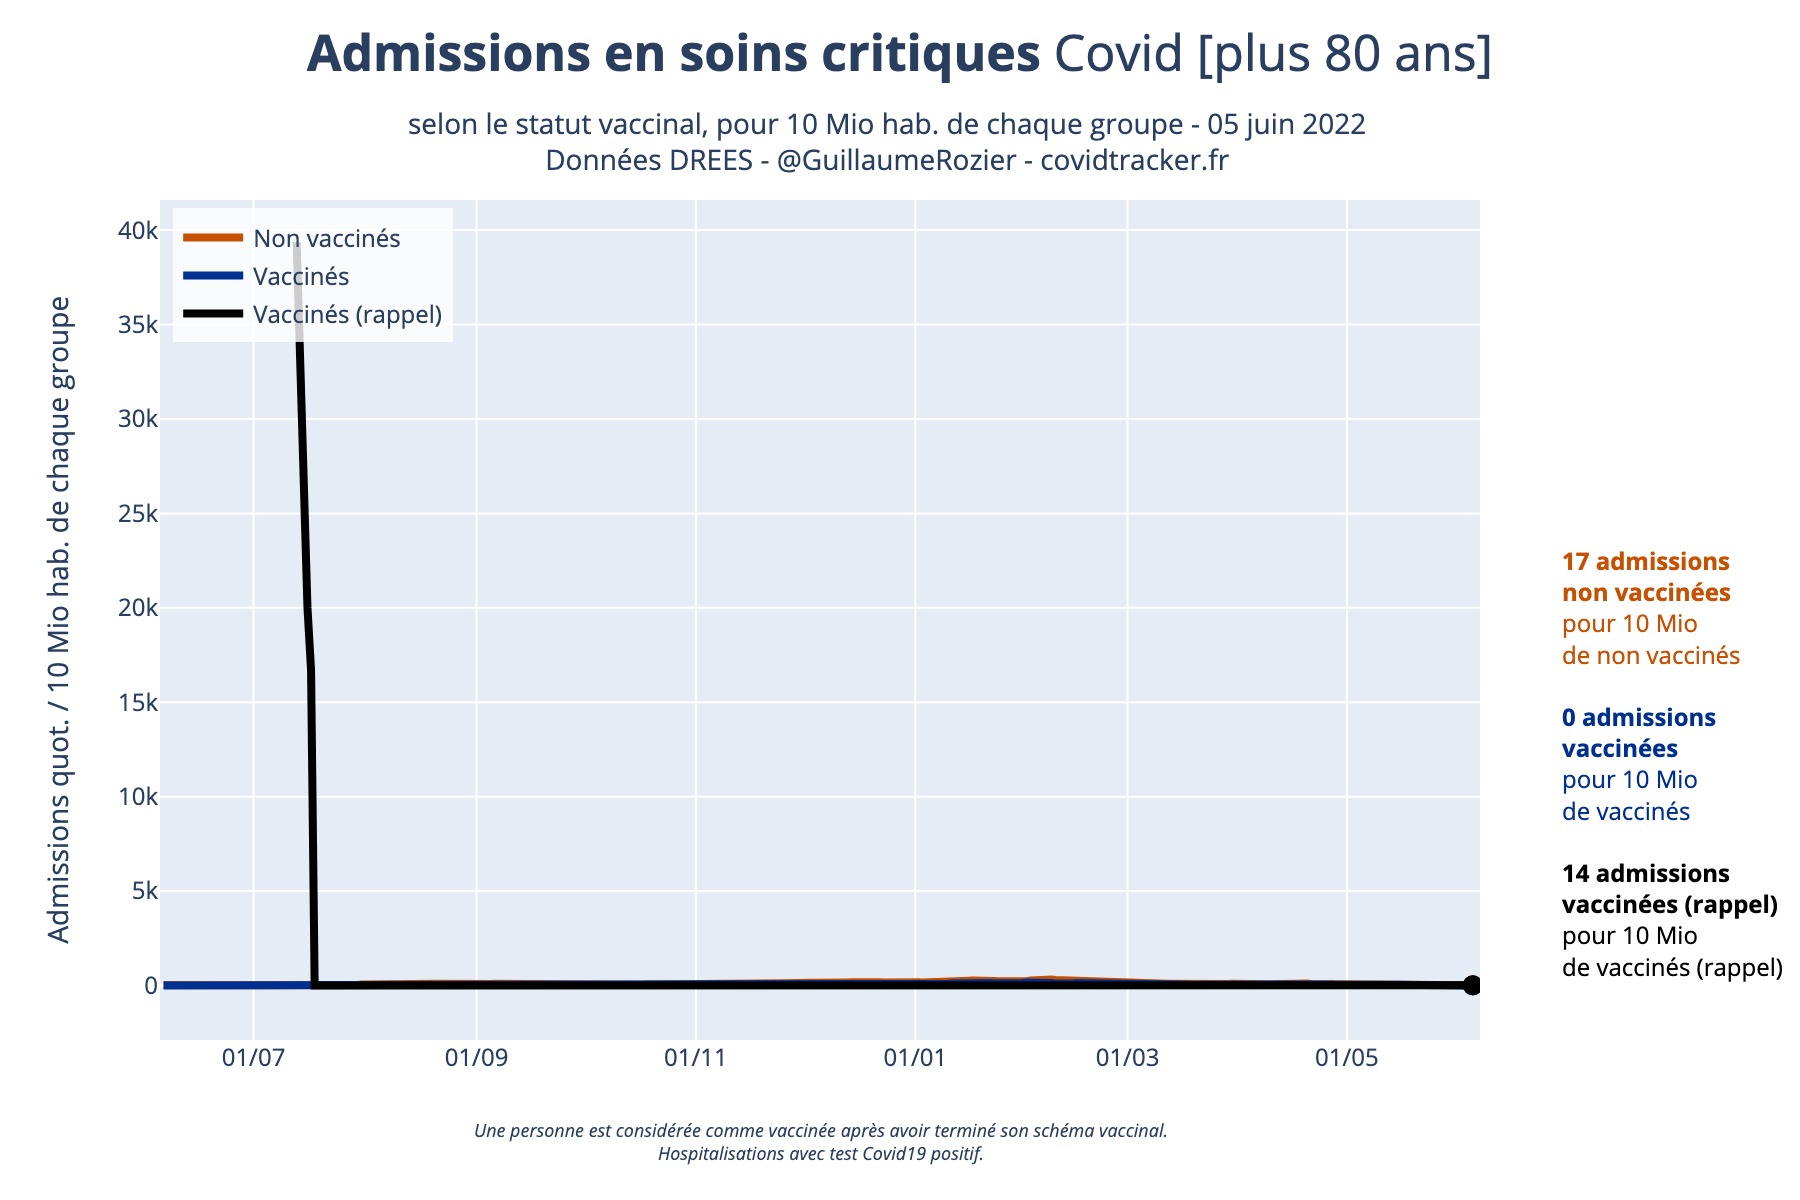 Admissions en soins critiques Covid [plus 80 ans]
selon le statut vaccinal, pour 10 Mio hab. de chaque groupe - 05 juin 2022
Données DREES - @GuillaumeRozier - covidtracker.fr
Admissions quot. / 10 Mio hab. de chaque groupe
40k
35k
30k
25k
20k
15k
10k
5k
0
Non vaccinés
Vaccinés
Vaccinés (rappel)
17 admissions
non vaccinées
pour 10 Mio
de non vaccinés
0 admissions
vaccinées
pour 10 Mio
de vaccinés
14 admissions
vaccinées (rappel)
pour 10 Mio
de vaccinés (rappel)
01/07 01/09 01/11 01/01 01/03 01/05
Une personne est considérée comme vaccinée après avoir terminé son schéma vaccinal.
Hospitalisations avec test Covid19 positif.